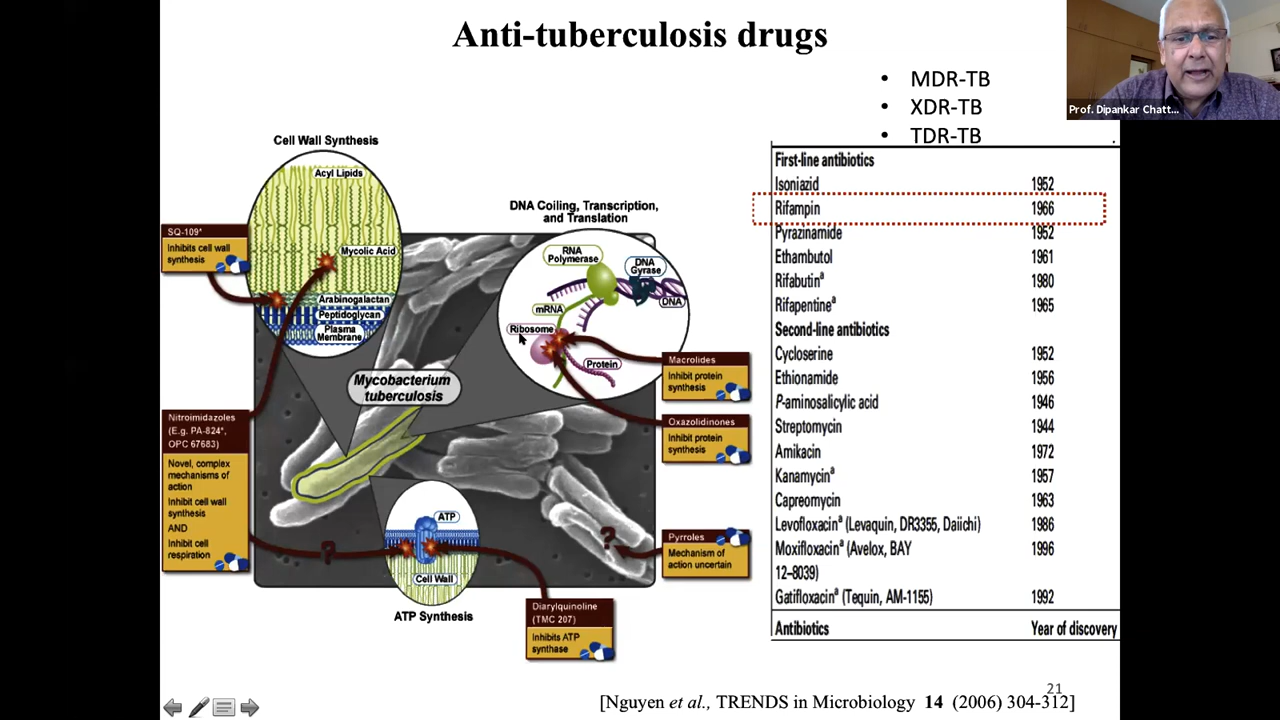 Anti-tuberculosis drugs
• MDR-TB
• XDR-TB
• TDR-TB
Prof. Dipankar Chatt...
Cell Wall Synthesis
Acyl Lipids
Mycolic Acid
Arabinogalactan
Peptidoglycan
Plasma
Membrane
SQ-109*
Inhibits cell wall
synthesis
DNA Coiling, Transcription,
and Translation
RNA
Polymerase
DNA
Gyrase
DNA
mRNA
Ribosome
Protein
Mycobacterium
tuberculosis
Macrolides
Inhibit protein
synthesis
Oxazolidinones
Inhibit protein
synthesis
Nitroimidazoles
(E.g. PA-824*,
OPC 67683)
Novel, complex
mechanisms of
action
Inhibit cell wall
synthesis
AND
Inhibit cell
respiration
?
ATP
Cell Wall
ATP Synthesis
Diarylquinoline
(TMC 207)
Inhibits ATP
synthase
?
Pyrroles
Mechanism of
action uncertain
First-line antibiotics
Isoniazid 1952
Rifampin 1966
Pyrazinamide 1952
Ethambutol 1961
Rifabutinª 1980
Rifapentineª 1965
Second-line antibiotics
Cycloserine 1952
Ethionamide 1956
P-aminosalicylic acid 1946
Streptomycin 1944
Amikacin 1972
Kanamycinª 1957
Capreomycin 1963
Levofloxacinª (Levaquin, DR3355, Daiichi) 1986
Moxifloxacinª (Avelox, BAY 1996
12–8039)
Gatifloxacinª (Tequin, AM-1155) 1992
Antibiotics Year of discovery
21
[Nguyen et al., TRENDS in Microbiology 14 (2006) 304-312]